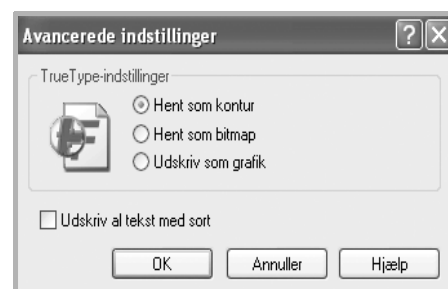 Avancerede indstillinger
TrueType-indstillinger
Hent som kontur
Hent som bitmap
Udskriv som grafik
Udskriv al tekst med sort
OK Annuller Hjælp